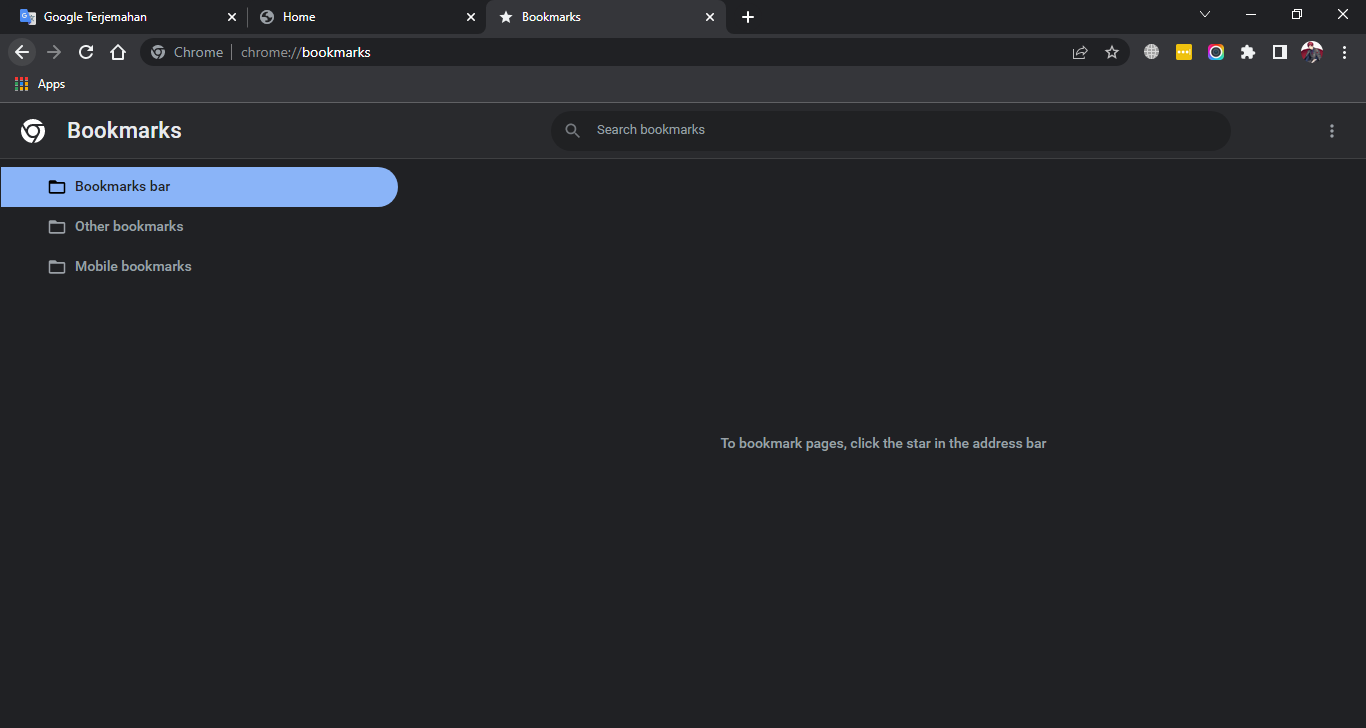 Google Terjemahan
Home
Bookmarks
Chrome
chrome://bookmarks
Apps
Bookmarks
Search bookmarks
Bookmarks bar
Other bookmarks
Mobile bookmarks
To bookmark pages, click the star in the address bar